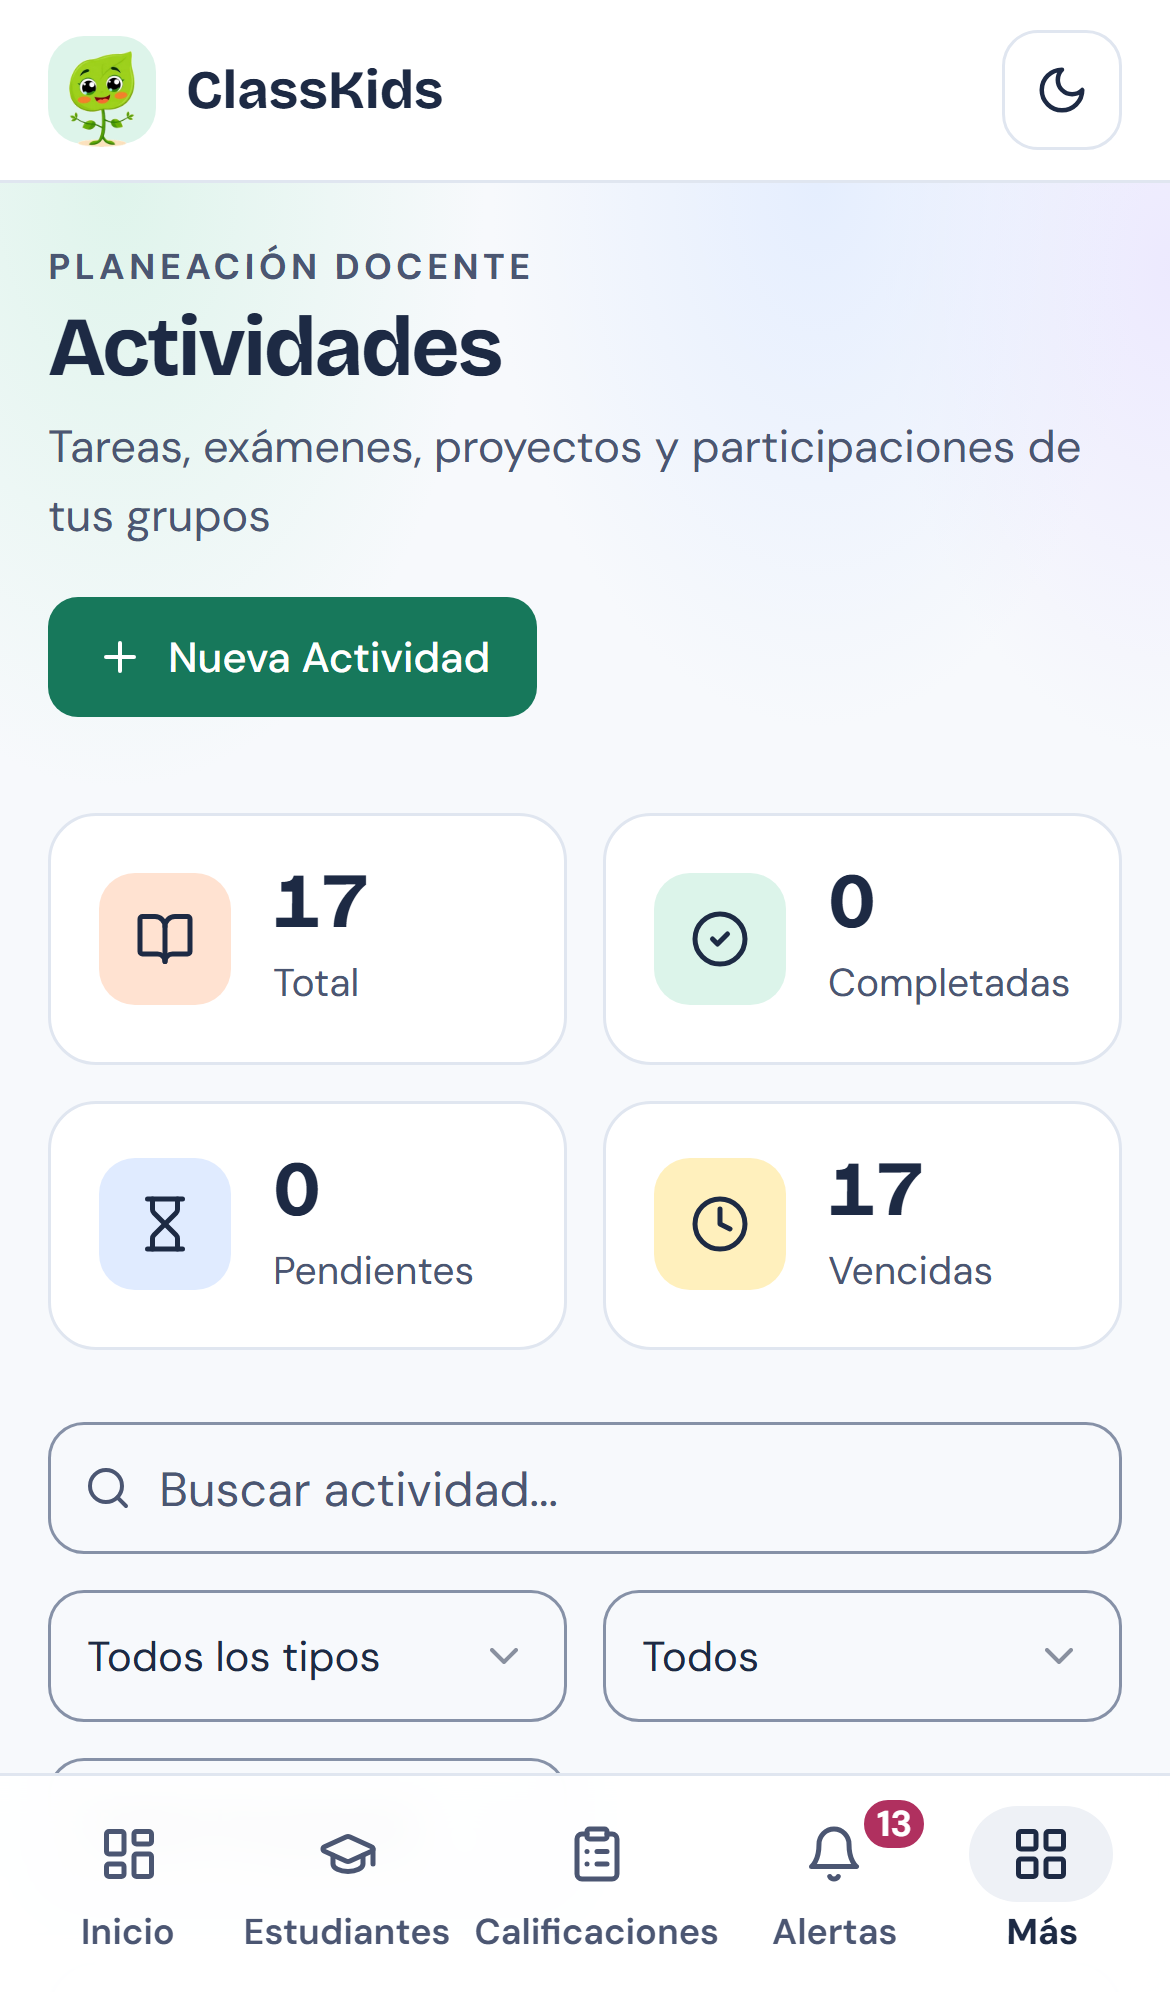 ClassKids
PLANEACIÓN DOCENTE
Actividades
Tareas, exámenes, proyectos y participaciones de
tus grupos
Nueva Actividad
17
Total
0
Completadas
0
Pendientes
17
Vencidas
Buscar actividad...
Todos los tipos
Todos
13
Inicio
Estudiantes
Calificaciones
Alertas
Más